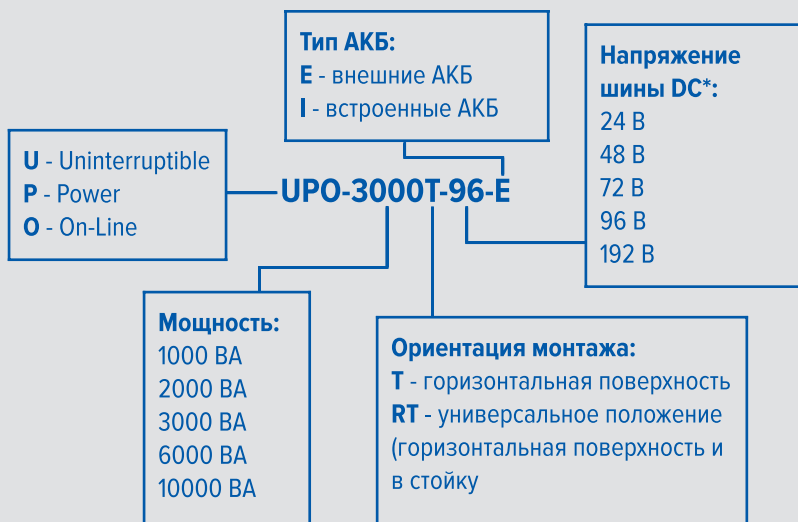 Тип АКБ:
E - внешние АКБ
I - встроенные АКБ
Напряжение
шины DC*:
24 В
48 В
72 В
96 В
192 В
U - Uninterruptible
P - Power
O - On-Line
UPO-3000T-96-E
Мощность:
1000 ВА
2000 ВА
3000 ВА
6000 ВА
10000 ВА
Ориентация монтажа:
T - горизонтальная поверхность
RT - универсальное положение
(горизонтальная поверхность и
в стойку